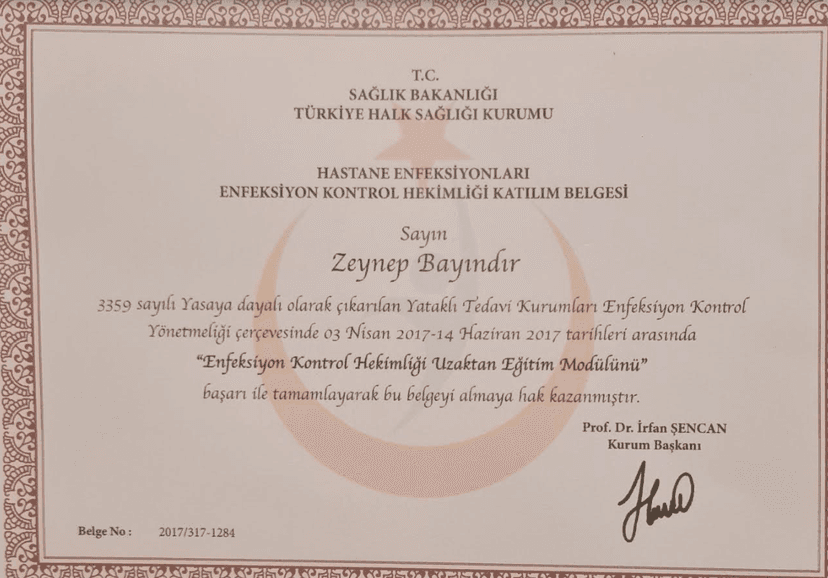 T.C.
SAĞLIK BAKANLIĞI
TÜRKİYE HALK SAĞLIĞI KURUMU
HASTANE ENFEKSİYONLARI
ENFEKSİYON KONTROL HEKİMLİĞİ KATILIM BELGESİ
Sayın
Zeynep Bayındır
3359 sayılı Yasaya dayalı olarak çıkarılan Yataklı Tedavi Kurumları Enfeksiyon Kontrol
Yönetmeliği çerçevesinde 03 Nisan 2017-14 Haziran 2017 tarihleri arasında
"Enfeksiyon Kontrol Hekimliği Uzaktan Eğitim Modülünü"
başarı ile tamamlayarak bu belgeyi almaya hak kazanmıştır.
Prof. Dr. İrfan ŞENCAN
Kurum Başkanı
Belge No : 2017/317-1284